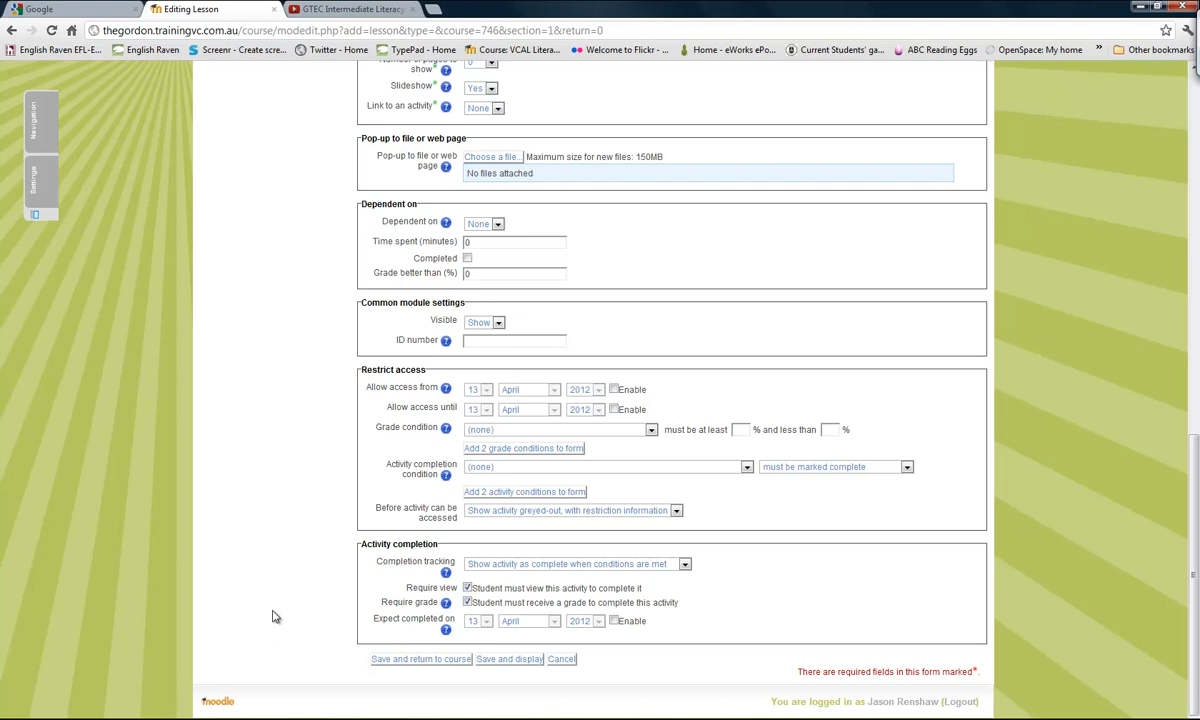 Google
Editing Lesson
GTEC Intermediate Literacy:
thegordon.trainingvc.com.au/course/modedit.php?add=lesson&type=&course=746&section=1&return=0
English Raven EFL-E... English Raven Screenr - Create scre... Twitter - Home TypePad - Home Course: VCAL Litera... Welcome to Flickr -... Home - eWorks ePo... Current Students' ga... ABC Reading Eggs OpenSpace: My home » Other bookmarks
Navigation
Settings
Number of pages to show* 0
Slideshow* Yes
Link to an activity* None
Pop-up to file or web page
Pop-up to file or web page Choose a file... Maximum size for new files: 150MB
No files attached
Dependent on
Dependent on None
Time spent (minutes) 0
Completed
Grade better than (%) 0
Common module settings
Visible Show
ID number
Restrict access
Allow access from 13 April 2012 Enable
Allow access until 13 April 2012 Enable
Grade condition (none) must be at least % and less than %
Add 2 grade conditions to form
Activity completion condition (none) must be marked complete
Add 2 activity conditions to form
Before activity can be accessed Show activity greyed-out, with restriction information
Activity completion
Completion tracking Show activity as complete when conditions are met
Require view Student must view this activity to complete it
Require grade Student must receive a grade to complete this activity
Expect completed on 13 April 2012 Enable
Save and return to course Save and display Cancel
There are required fields in this form marked*.
moodle
You are logged in as Jason Renshaw (Logout)